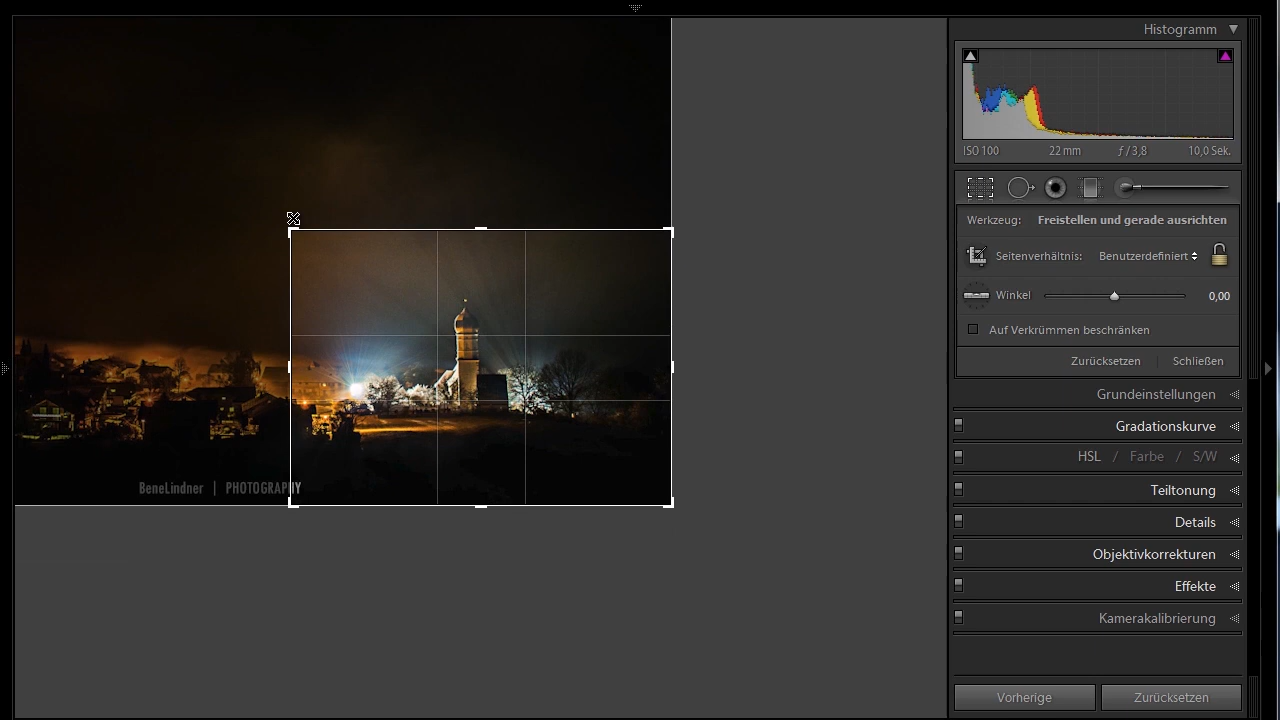 Histogramm
ISO 100 22 mm ƒ / 3,8 10,0 Sek.
Werkzeug: Freistellen und gerade ausrichten
Seitenverhältnis: Benutzerdefiniert
Winkel 0,00
Auf Verkrümmen beschränken
Zurücksetzen Schließen
Grundeinstellungen
Gradationskurve
HSL / Farbe / S/W
Teiltonung
Details
Objektivkorrekturen
Effekte
Kamerakalibrierung
Vorherige Zurücksetzen
BeneLindner | PHOTOGRAPHY